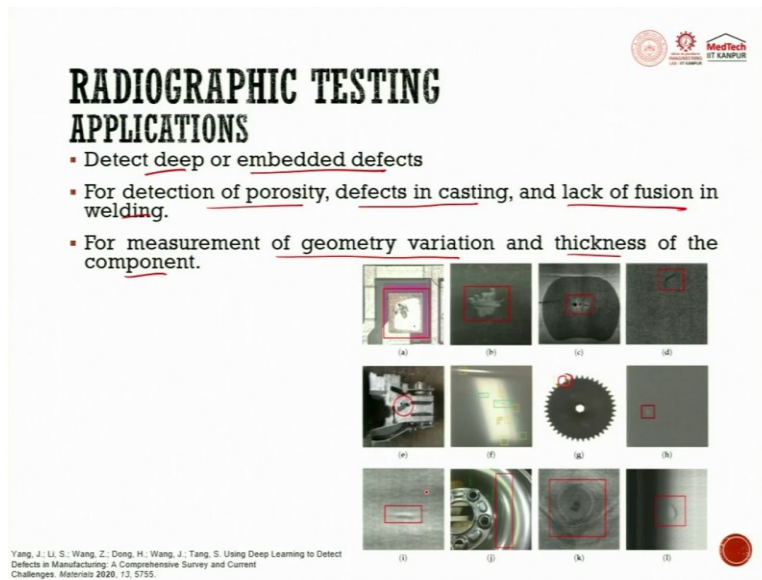 MedTech
IIT KANPUR
RADIOGRAPHIC TESTING
APPLICATIONS
▪ Detect deep or embedded defects
▪ For detection of porosity, defects in casting, and lack of fusion in
welding.
▪ For measurement of geometry variation and thickness of the
component.
(a) (b) (c) (d)
(e) (f) (g) (h)
(i) (j) (k) (l)
Yang, J.; Li, S.; Wang, Z.; Dong, H.; Wang, J.; Tang, S. Using Deep Learning to Detect
Defects in Manufacturing: A Comprehensive Survey and Current
Challenges. Materials 2020, 13, 5755.